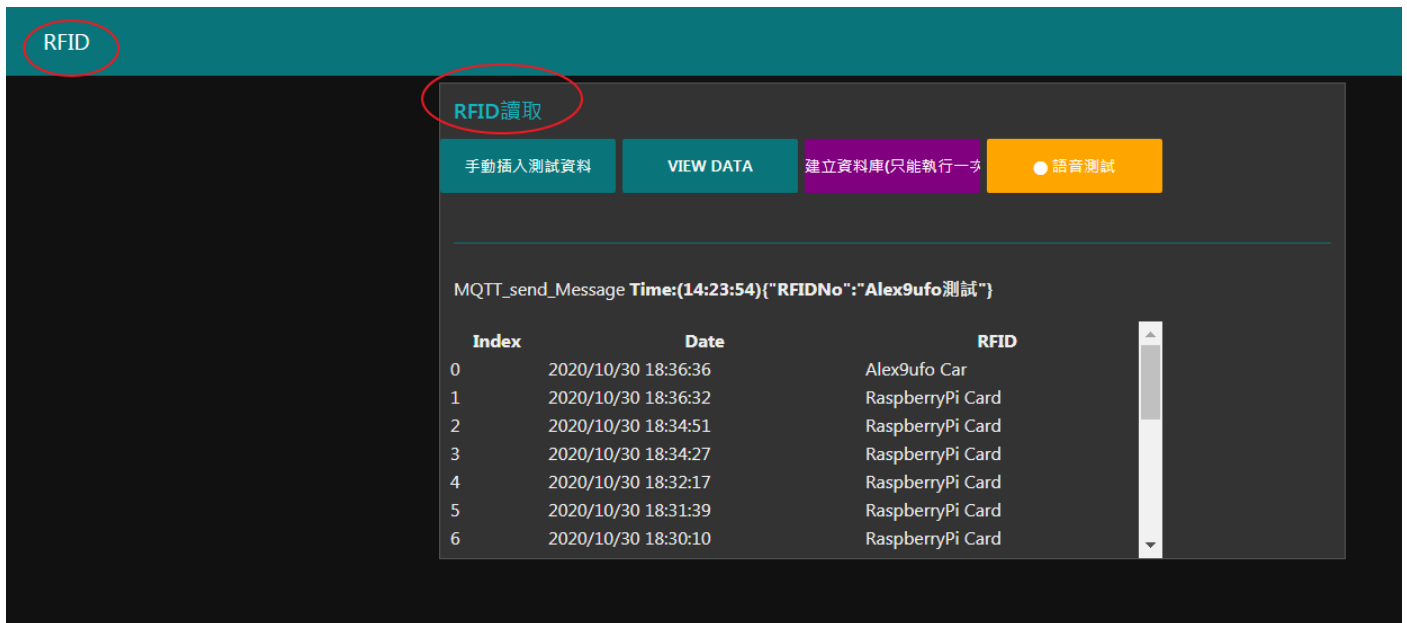 RFID
RFID讀取
手動插入測試資料 VIEW DATA 建立資料庫(只能執行一 語音測試
MQTT_send_Message Time:(14:23:54){"RFIDNo":"Alex9ufo測試"}
Index Date RFID
0 2020/10/30 18:36:36 Alex9ufo Car
1 2020/10/30 18:36:32 RaspberryPi Card
2 2020/10/30 18:34:51 RaspberryPi Card
3 2020/10/30 18:34:27 RaspberryPi Card
4 2020/10/30 18:32:17 RaspberryPi Card
5 2020/10/30 18:31:39 RaspberryPi Card
6 2020/10/30 18:30:10 RaspberryPi Card